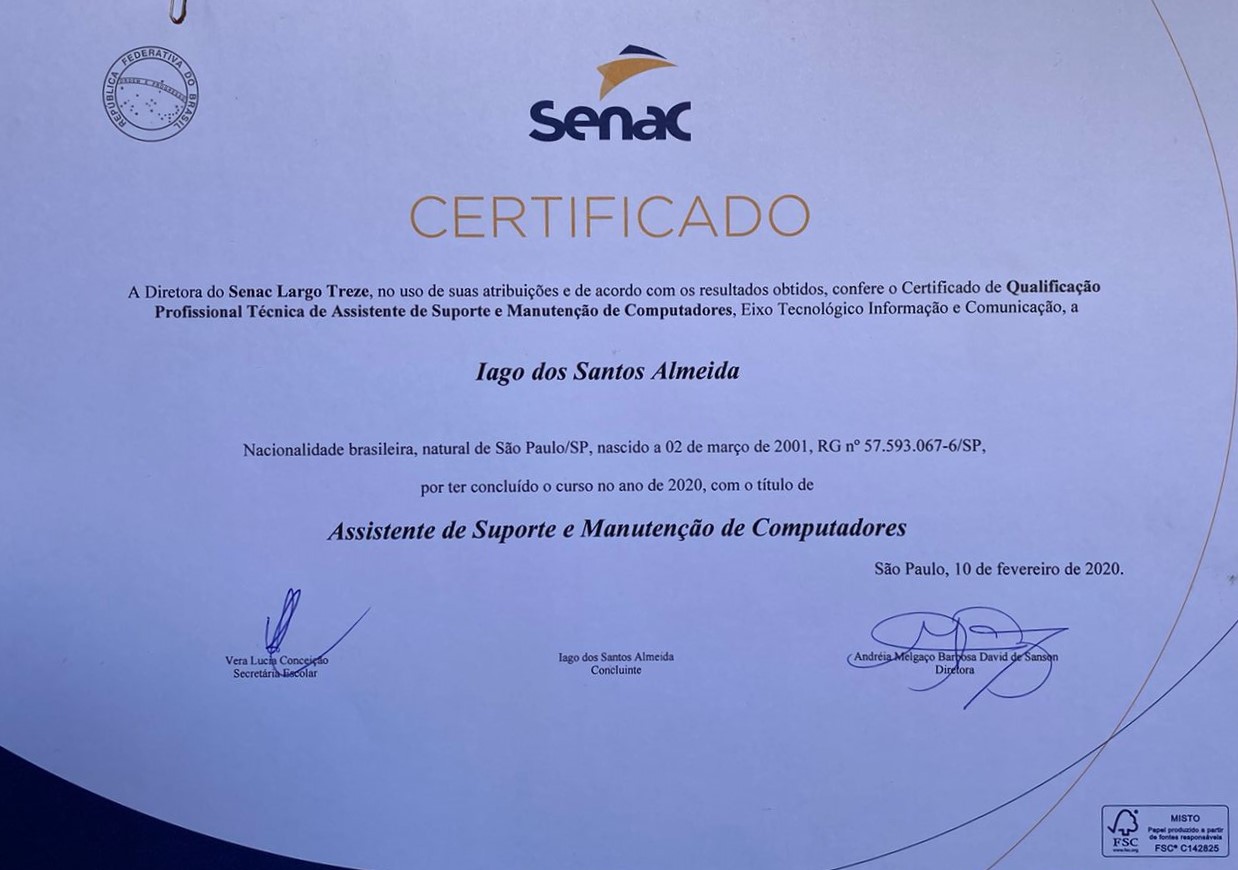 REPÚBLICA FEDERATIVA DO BRASIL
ORDEM E PROGRESSO
Senac
CERTIFICADO
A Diretora do Senac Largo Treze, no uso de suas atribuições e de acordo com os resultados obtidos, confere o Certificado de Qualificação
Profissional Técnica de Assistente de Suporte e Manutenção de Computadores, Eixo Tecnológico Informação e Comunicação, a
Iago dos Santos Almeida
Nacionalidade brasileira, natural de São Paulo/SP, nascido a 02 de março de 2001, RG nº 57.593.067-6/SP,
por ter concluído o curso no ano de 2020, com o título de
Assistente de Suporte e Manutenção de Computadores
São Paulo, 10 de fevereiro de 2020.
Vera Lucia Conceição
Secretária Escolar
Iago dos Santos Almeida
Concluinte
Andréia Melgaço Barbosa David de Sanson
Diretora
FSC
www.fsc.org
MISTO
Papel produzido a partir
de fontes responsáveis
FSC® C142825